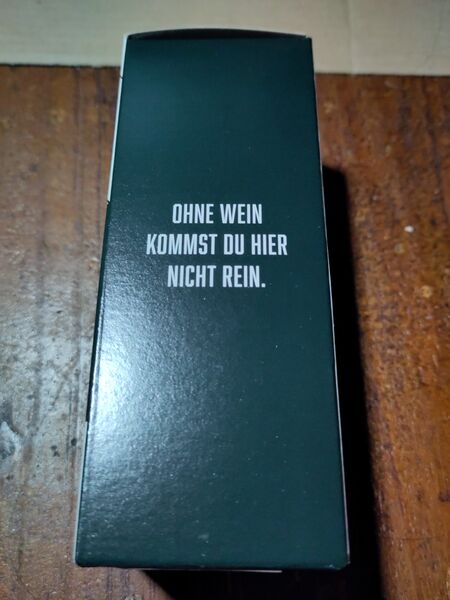 OHNE WEIN
KOMMST DU HIER
NICHT REIN.